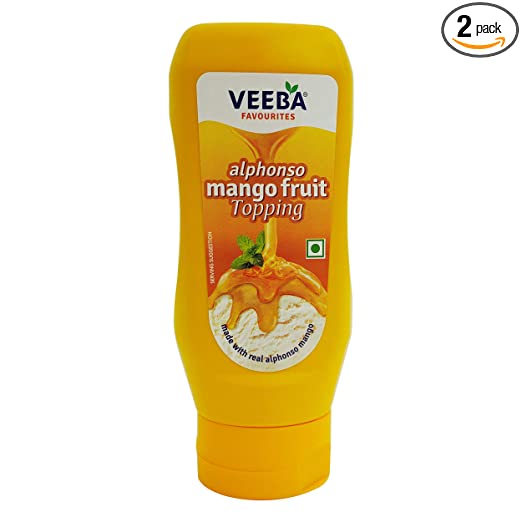 2 pack
VEEBA®
FAVOURITES
alphonso
mango fruit
Topping
SERVING SUGGESTION
made with real alphonso mango